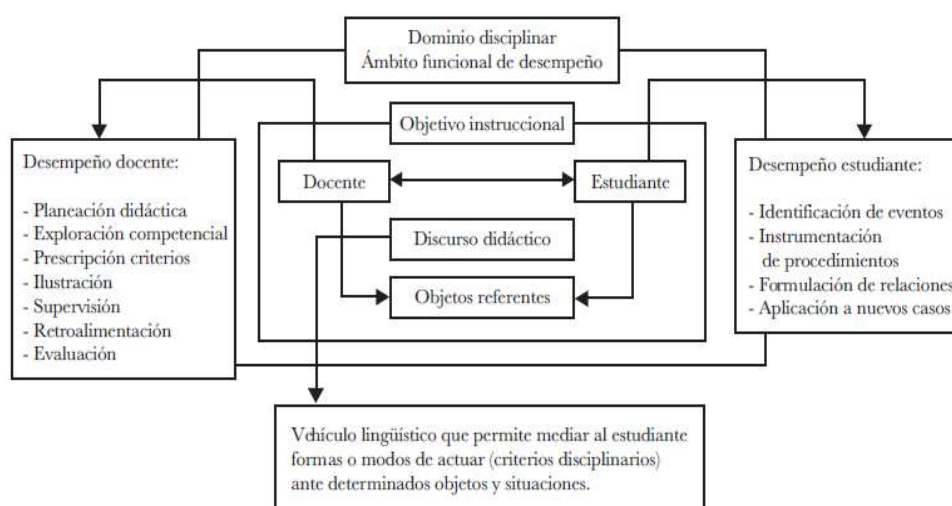 Dominio disciplinar
Ámbito funcional de desempeño
Objetivo instruccional
Desempeño docente:
- Planeación didáctica
- Exploración competencial
- Prescripción criterios
- Ilustración
- Supervisión
- Retroalimentación
- Evaluación
Docente
Estudiante
Discurso didáctico
Objetos referentes
Desempeño estudiante:
- Identificación de eventos
- Instrumentación
de procedimientos
- Formulación de relaciones
- Aplicación a nuevos casos
Vehículo lingüístico que permite mediar al estudiante
formas o modos de actuar (criterios disciplinarios)
ante determinados objetos y situaciones.